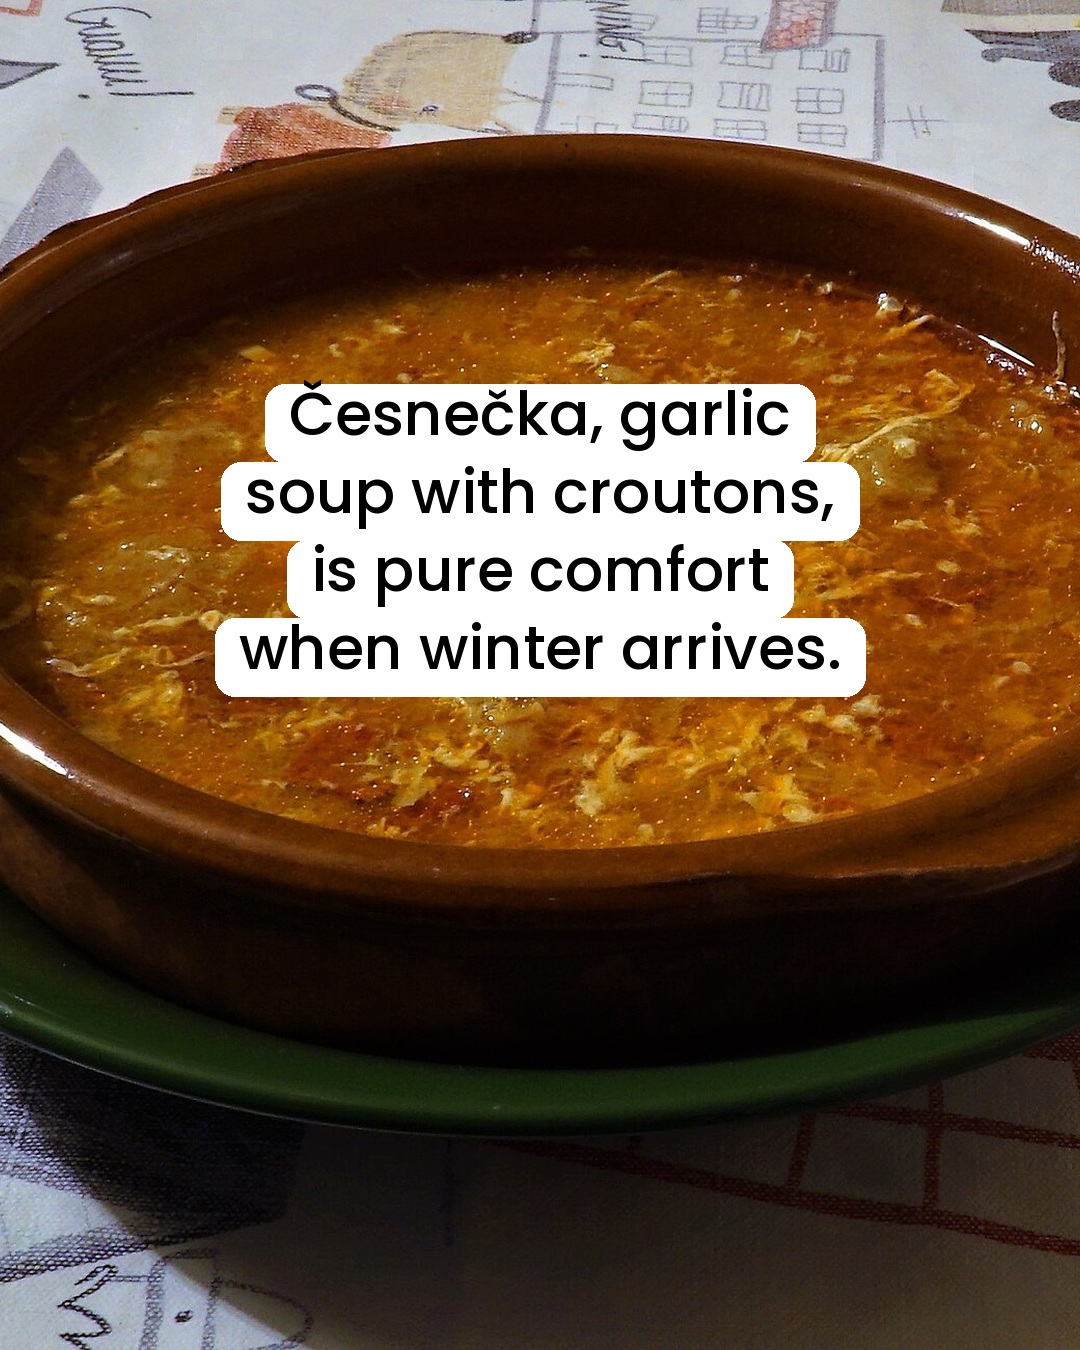 Česnečka, garlic
soup with croutons,
is pure comfort
when winter arrives.